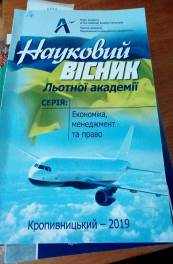 Науковий
ВІСНИК
Льотної академії
СЕРІЯ:
Економіка,
менеджмент
та право
Кропивницький – 2019